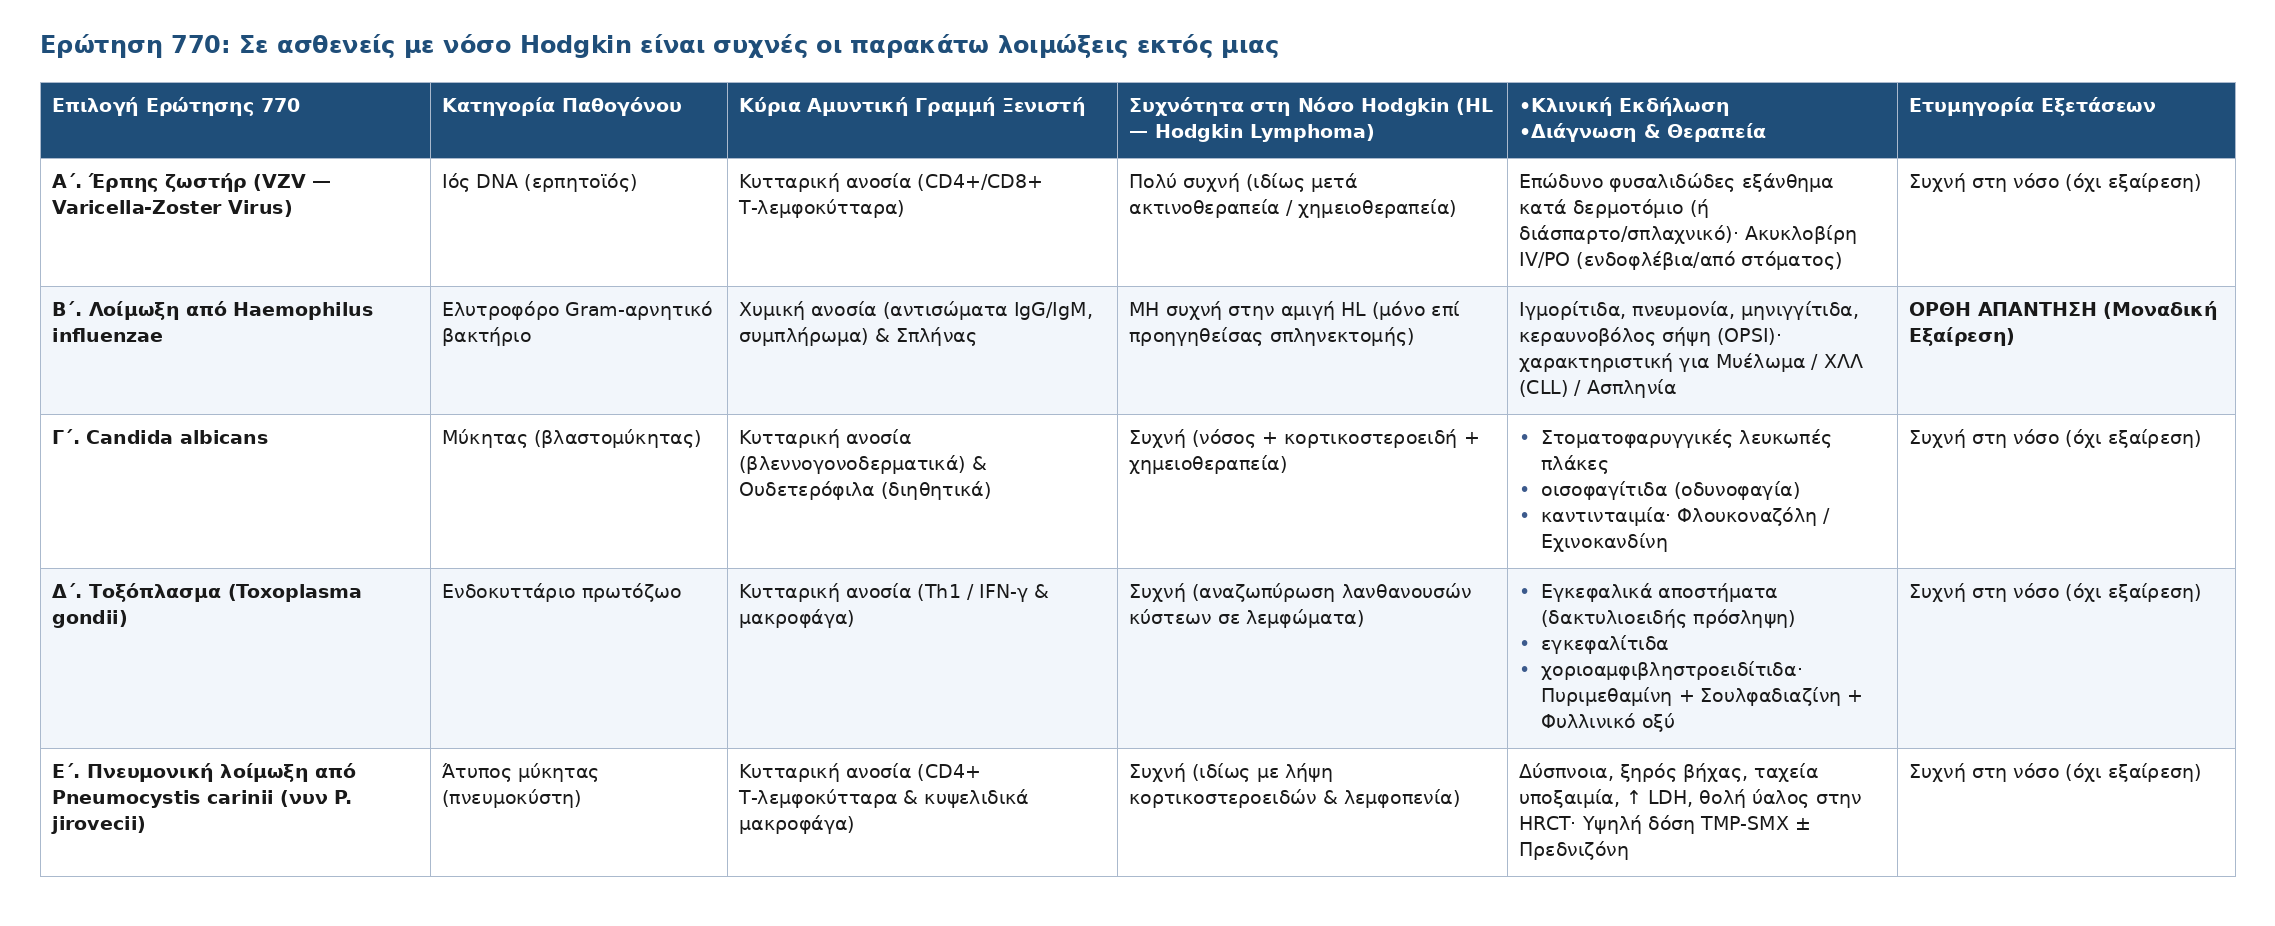 Ερώτηση 770: Σε ασθενείς με νόσο Hodgkin είναι συχνές οι παρακάτω λοιμώξεις εκτός μιας
Επιλογή Ερώτησης 770
Κατηγορία Παθογόνου
Κύρια Αμυντική Γραμμή Ξενιστή
Συχνότητα στη Νόσο Hodgkin (HL
— Hodgkin Lymphoma)
•Κλινική Εκδήλωση
•Διάγνωση & Θεραπεία
Ετυμηγορία Εξετάσεων
Α΄. Έρπης ζωστήρ (VZV —
Varicella-Zoster Virus)
Ιός DNA (ερπητοϊός)
Κυτταρική ανοσία (CD4+/CD8+
Τ-λεμφοκύτταρα)
Πολύ συχνή (ιδίως μετά
ακτινοθεραπεία / χημειοθεραπεία)
Επώδυνο φυσαλιδώδες εξάνθημα
κατά δερμοτόμιο (ή
διάσπαρτο/σπλαχνικό)· Ακυκλοβίρη
IV/PO (ενδοφλέβια/από στόματος)
Συχνή στη νόσο (όχι εξαίρεση)
Β΄. Λοίμωξη από Haemophilus
influenzae
Ελυτροφόρο Gram-αρνητικό
βακτήριο
Χυμική ανοσία (αντισώματα IgG/IgM,
συμπλήρωμα) & Σπλήνας
ΜΗ συχνή στην αμιγή HL (μόνο επί
προηγηθείσας σπληνεκτομής)
Ιγμορίτιδα, πνευμονία, μηνιγγίτιδα,
κεραυνοβόλος σήψη (OPSI)·
χαρακτηριστική για Μυέλωμα / ΧΛΛ
(CLL) / Ασπληνία
ΟΡΘΗ ΑΠΑΝΤΗΣΗ (Μοναδική
Εξαίρεση)
Γ΄. Candida albicans
Μύκητας (βλαστομύκητας)
Κυτταρική ανοσία
(βλεννογονοδερματικά) &
Ουδετερόφιλα (διηθητικά)
Συχνή (νόσος + κορτικοστεροειδή +
χημειοθεραπεία)
• Στοματοφαρυγγικές λευκωπές
πλάκες
• οισοφαγίτιδα (οδυνοφαγία)
• καντινταιμία· Φλουκοναζόλη /
Εχινοκανδίνη
Συχνή στη νόσο (όχι εξαίρεση)
Δ΄. Τοξόπλασμα (Toxoplasma
gondii)
Ενδοκυττάριο πρωτόζωο
Κυτταρική ανοσία (Th1 / IFN-γ &
μακροφάγα)
Συχνή (αναζωπύρωση λανθανουσών
κύστεων σε λεμφώματα)
• Εγκεφαλικά αποστήματα
(δακτυλιοειδής πρόσληψη)
• εγκεφαλίτιδα
• χοριοαμφιβληστροειδίτιδα·
Πυριμεθαμίνη + Σουλφαδιαζίνη +
Φυλλινικό οξύ
Συχνή στη νόσο (όχι εξαίρεση)
Ε΄. Πνευμονική λοίμωξη από
Pneumocystis carinii (νυν P.
jirovecii)
Άτυπος μύκητας
(πνευμοκύστη)
Κυτταρική ανοσία (CD4+
Τ-λεμφοκύτταρα & κυψελιδικά
μακροφάγα)
Συχνή (ιδίως με λήψη
κορτικοστεροειδών & λεμφοπενία)
Δύσπνοια, ξηρός βήχας, ταχεία
υποξαιμία, ↑ LDH, θολή ύαλος στην
HRCT· Υψηλή δόση TMP-SMX ±
Πρεδνιζόνη
Συχνή στη νόσο (όχι εξαίρεση)